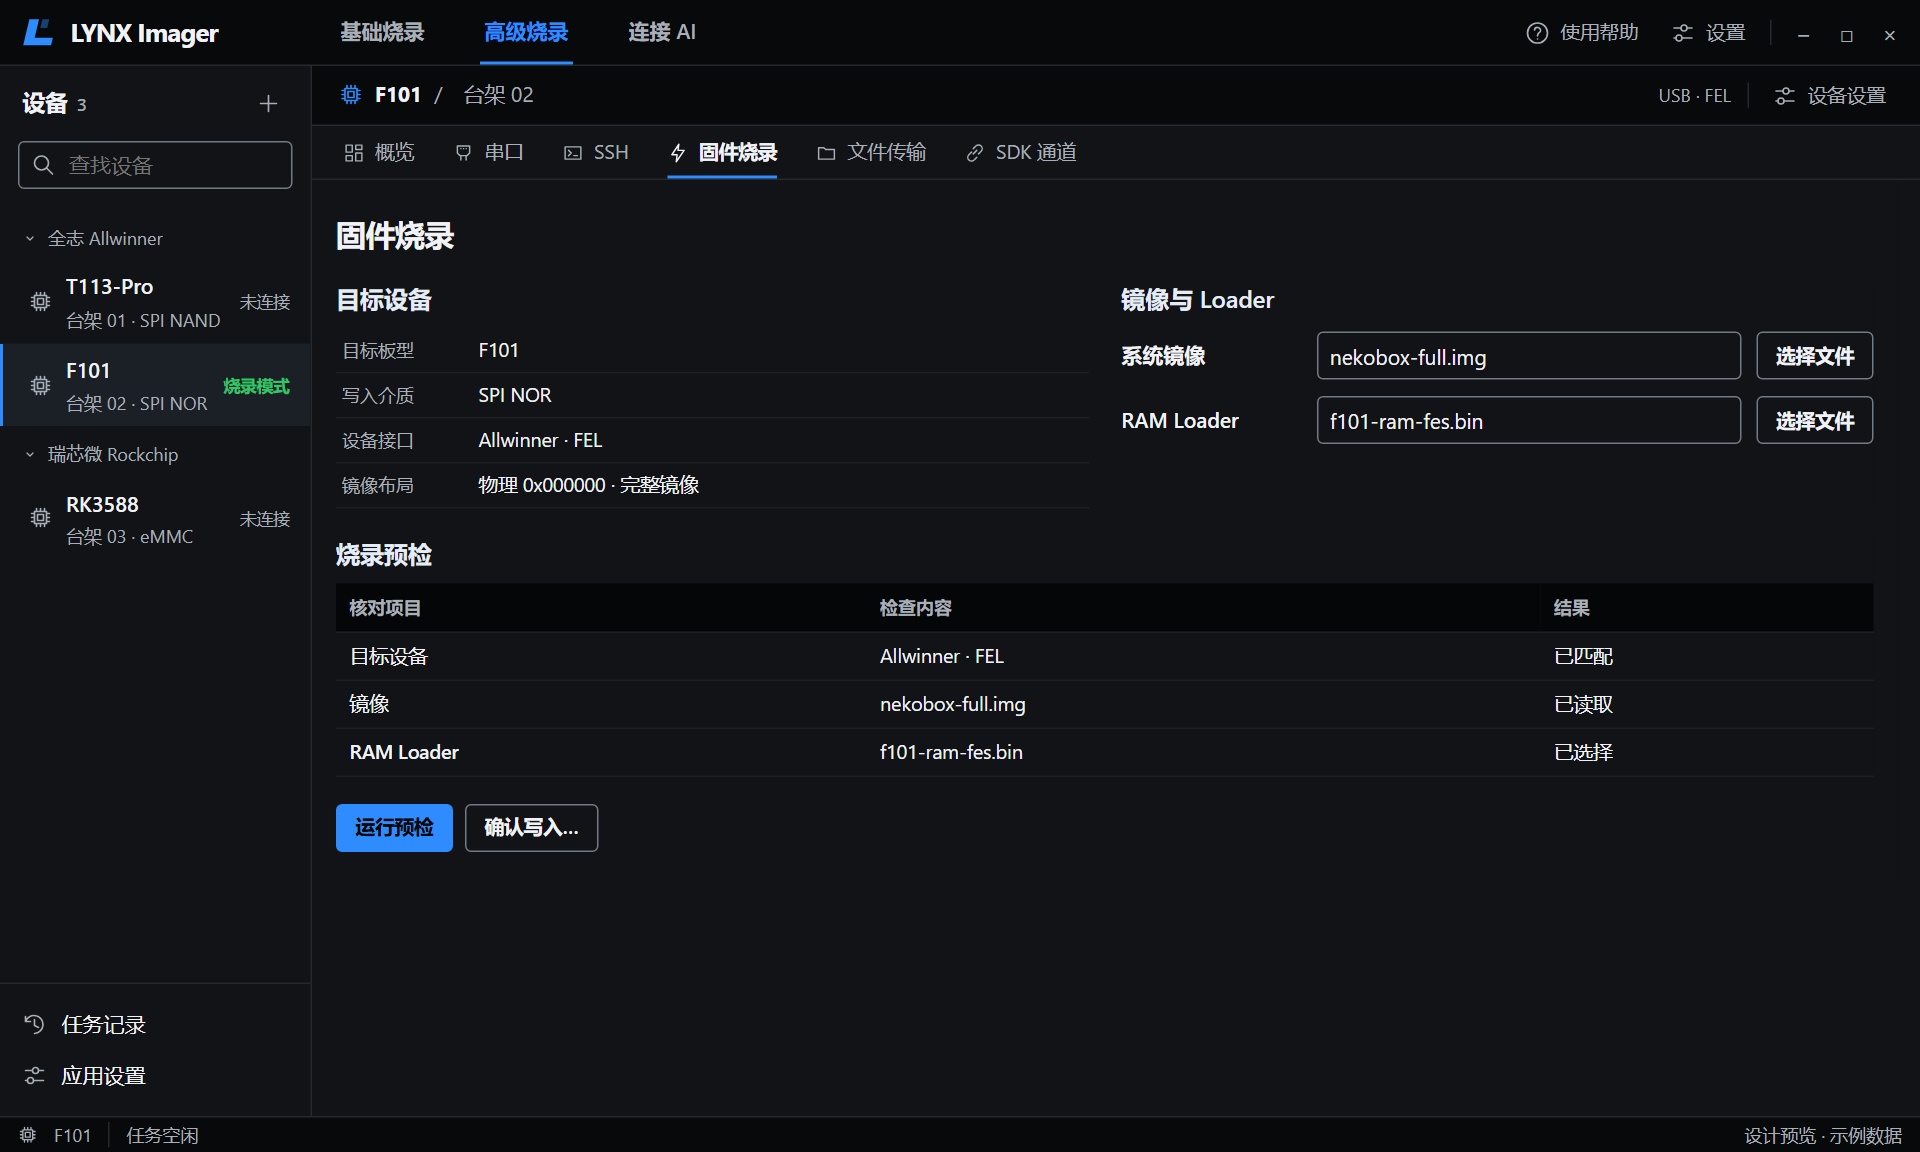 LYNX Imager
基础烧录
高级烧录
连接 AI
使用帮助
设置
设备 3
查找设备
全志 Allwinner
T113-Pro
台架 01 · SPI NAND
未连接
F101
台架 02 · SPI NOR
烧录模式
瑞芯微 Rockchip
RK3588
台架 03 · eMMC
未连接
任务记录
应用设置
F101 / 台架 02
USB · FEL
设备设置
概览
串口
SSH
固件烧录
文件传输
SDK 通道
固件烧录
目标设备
目标板型 F101
写入介质 SPI NOR
设备接口 Allwinner · FEL
镜像布局 物理 0x000000 · 完整镜像
镜像与 Loader
系统镜像 nekobox-full.img 选择文件
RAM Loader f101-ram-fes.bin 选择文件
烧录预检
核对项目 检查内容 结果
目标设备 Allwinner · FEL 已匹配
镜像 nekobox-full.img 已读取
RAM Loader f101-ram-fes.bin 已选择
运行预检
确认写入...
F101
任务空闲
设计预览 · 示例数据